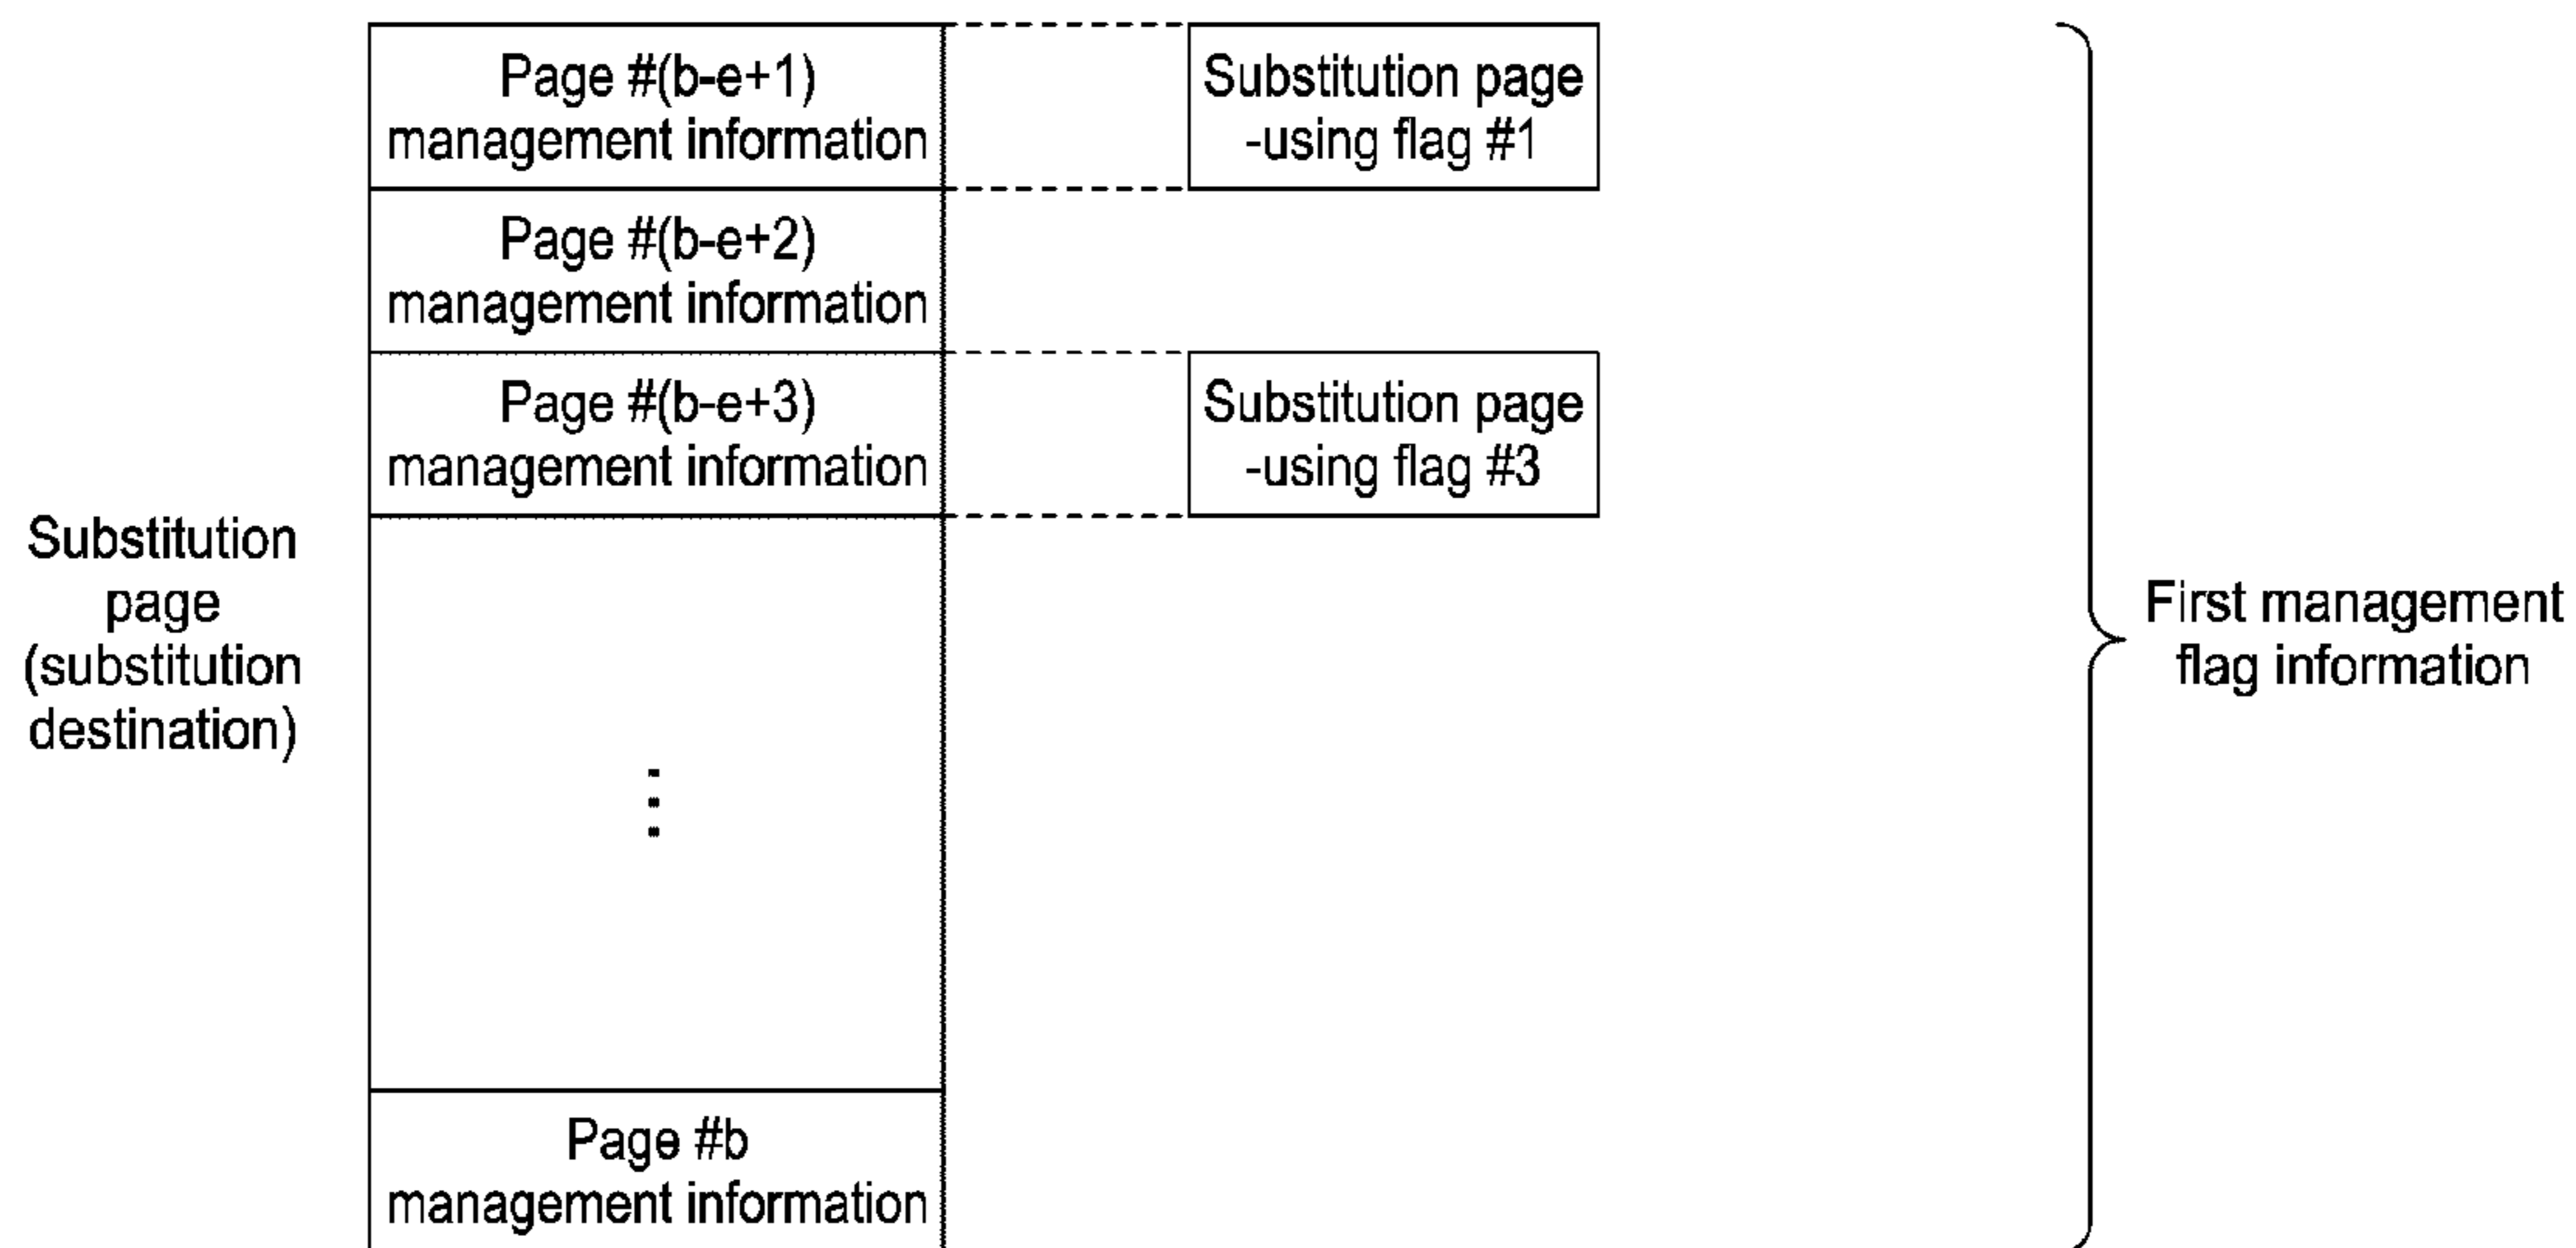 Page #(b-e+1)
management information
Substitution page
-using flag #1
Page #(b-e+2)
management information
Page #(b-e+3)
management information
Substitution page
-using flag #3
Substitution
page
(substitution
destination)
First management
flag information
Page #b
management information